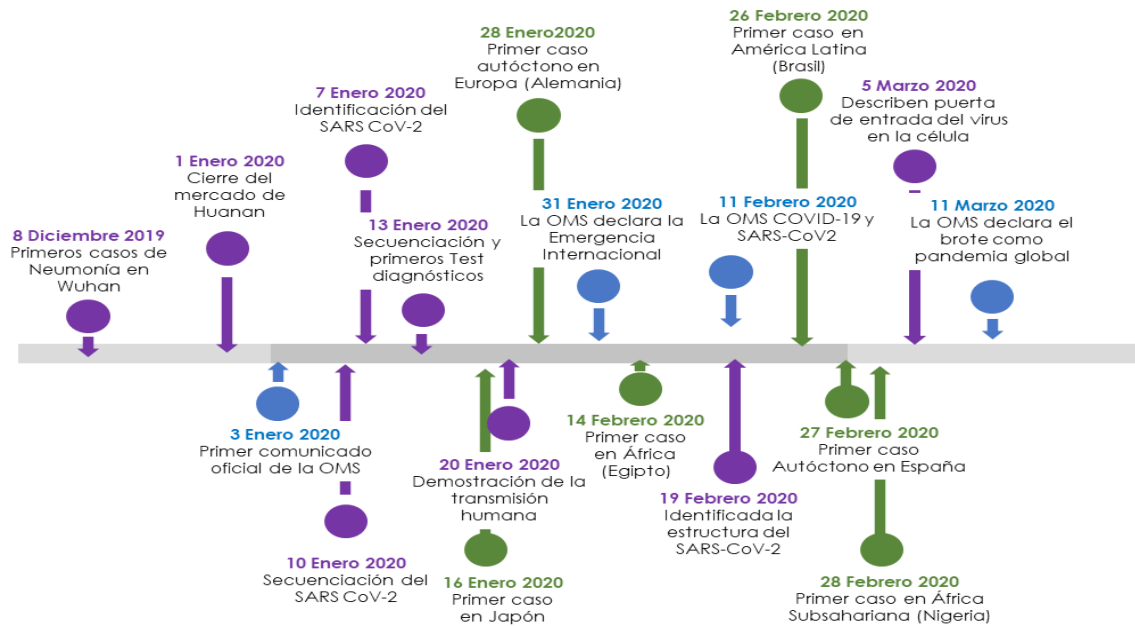 8 Diciembre 2019
Primeros casos de
Neumonía en
Wuhan
1 Enero 2020
Cierre del
mercado de
Huanan
3 Enero 2020
Primer comunicado
oficial de la OMS
7 Enero 2020
Identificación del
SARS CoV-2
10 Enero 2020
Secuenciación del
SARS CoV-2
13 Enero 2020
Secuenciación y
primeros Test
diagnósticos
16 Enero 2020
Primer caso
en Japón
20 Enero 2020
Demostración de la
transmisión
humana
28 Enero2020
Primer caso
autóctono en
Europa (Alemania)
31 Enero 2020
La OMS declara la
Emergencia
Internacional
14 Febrero 2020
Primer caso
en África
(Egipto)
11 Febrero 2020
La OMS COVID-19 y
SARS-CoV2
19 Febrero 2020
Identificada la
estructura del
SARS-CoV-2
26 Febrero 2020
Primer caso en
América Latina
(Brasil)
27 Febrero 2020
Primer caso
Autóctono en España
28 Febrero 2020
Primer caso en África
Subsahariana (Nigeria)
5 Marzo 2020
Describen puerta
de entrada del virus
en la célula
11 Marzo 2020
La OMS declara el
brote como
pandemia global